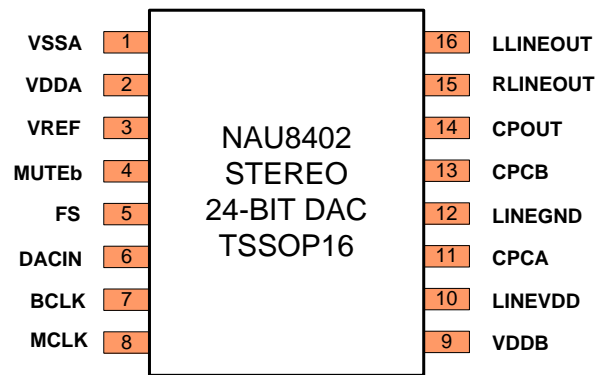 VSSA 1
VDDA 2
VREF 3
MUTEb 4
FS 5
DACIN 6
BCLK 7
MCLK 8
NAU8402
STEREO
24-BIT DAC
TSSOP16
16 LLINEOUT
15 RLINEOUT
14 CPOUT
13 CPCB
12 LINEGND
11 CPCA
10 LINEVDD
9 VDDB